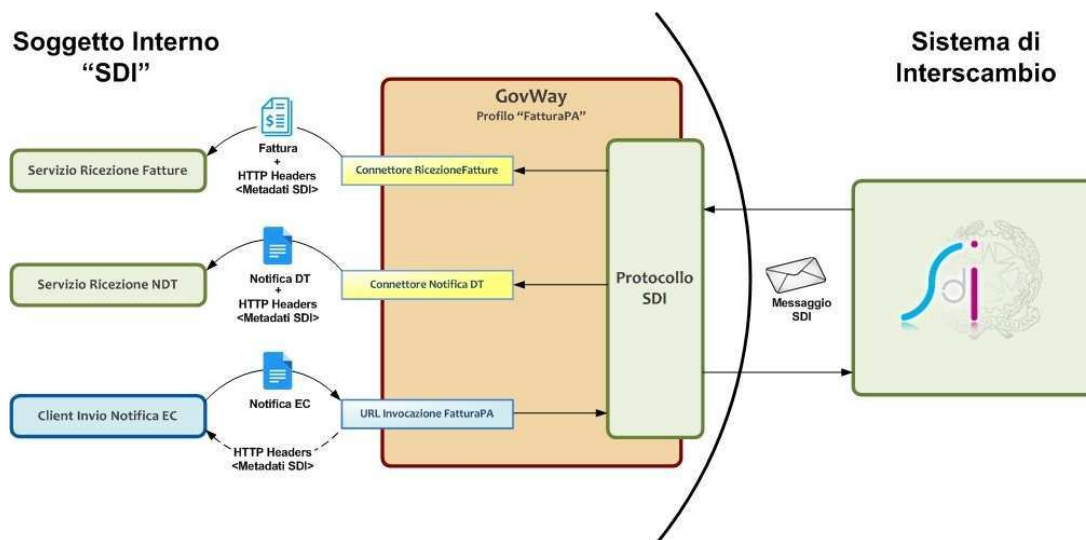 Soggetto Interno
“SDI”
Sistema di
Interscambio
GovWay
Profilo “FatturaPA”
Servizio Ricezione Fatture
Fattura
+
HTTP Headers
<Metadati SDI>
Connettore RicezioneFatture
Servizio Ricezione NDT
Notifica DT
+
HTTP Headers
<Metadati SDI>
Connettore Notifica DT
Protocollo
SDI
Messaggio
SDI
Sdi
Client Invio Notifica EC
Notifica EC
URL Invocazione FatturaPA
HTTP Headers
<Metadati SDI>